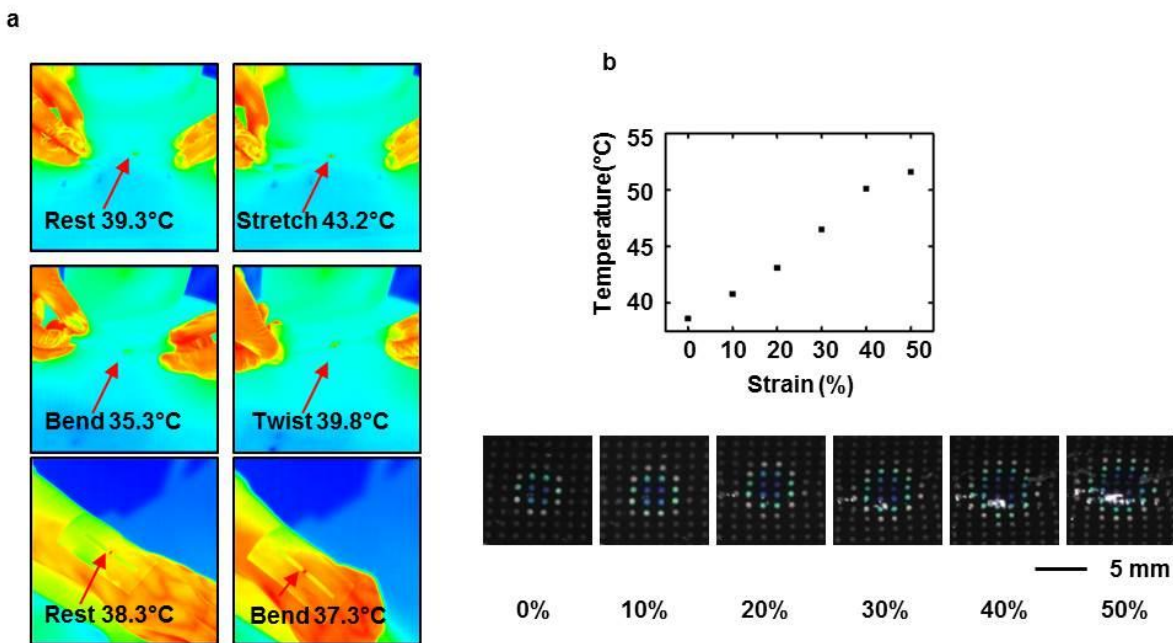 a
Rest 39.3°C
Stretch 43.2°C
Bend 35.3°C
Twist 39.8°C
Rest 38.3°C
Bend 37.3°C
b
Temperature(°C)
55
50
45
40
0 10 20 30 40 50
Strain (%)
5 mm
0% 10% 20% 30% 40% 50%